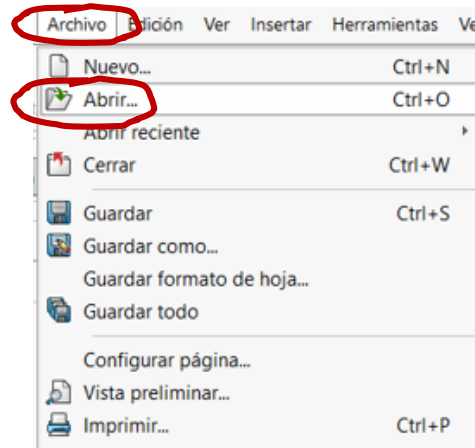 Archivo Edición Ver Insertar Herramientas Ve
Nuevo... Ctrl+N
Abrir... Ctrl+O
Abrir reciente
Cerrar Ctrl+W
Guardar Ctrl+S
Guardar como...
Guardar formato de hoja...
Guardar todo
Configurar página...
Vista preliminar...
Imprimir... Ctrl+P